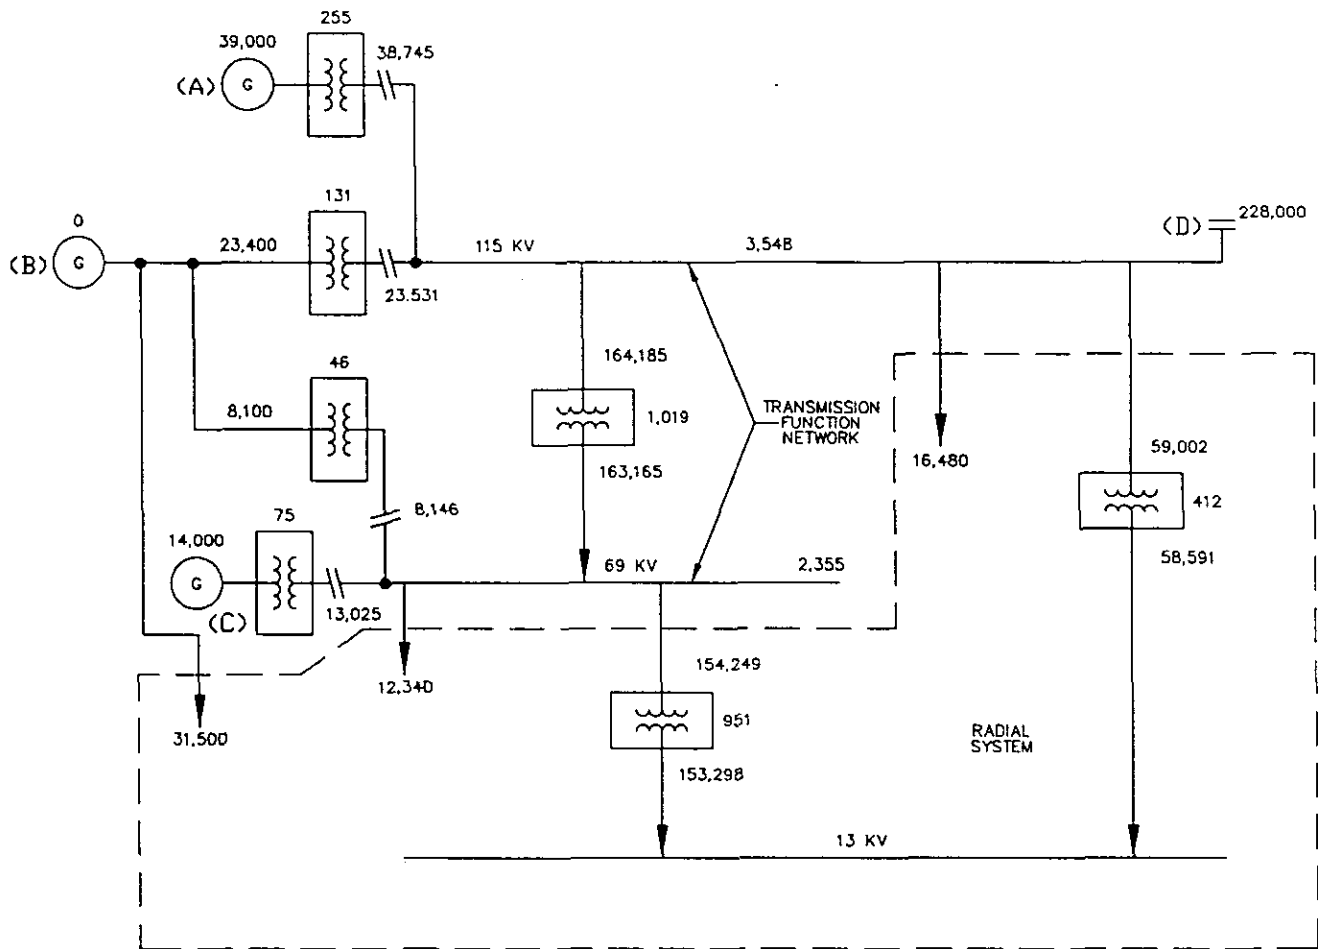 255
39,000
38,745
(A)
G
131
0
(B)
G
23,400
23.531
115 KV
3,548
(D)
228,000
46
8,100
164,185
1,019
163,165
TRANSMISSION
FUNCTION
NETWORK
16,480
59,002
412
58,591
8,146
75
14,000
G
(C)
13,025
69 KV
2,355
12,340
31,500
154,249
951
153,298
RADIAL
SYSTEM
13 KV